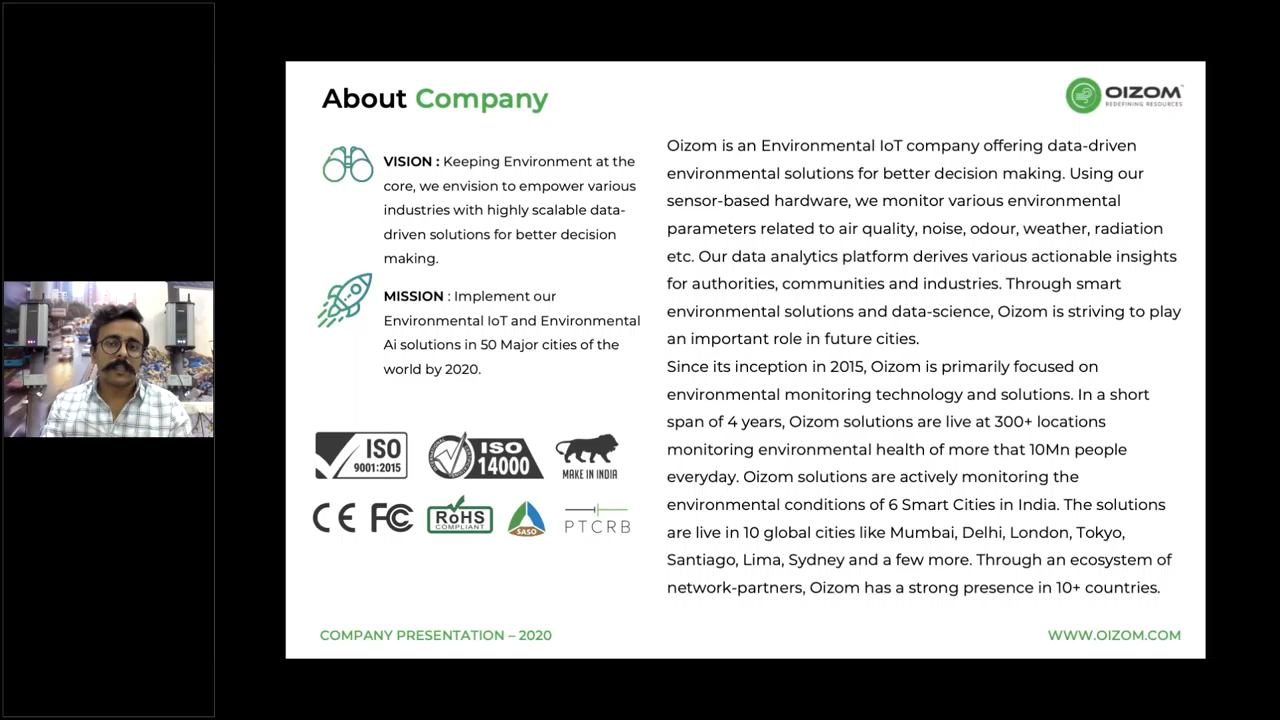 About Company
OIZOM
REDEFINING RESOURCES
VISION : Keeping Environment at the
core, we envision to empower various
industries with highly scalable data-
driven solutions for better decision
making.
MISSION : Implement our
Environmental IoT and Environmental
Ai solutions in 50 Major cities of the
world by 2020.
ISO
9001:2015
ISO
14000
MAKE IN INDIA
CE FC
RoHS
COMPLIANT
SASO
PTCRB
Oizom is an Environmental IoT company offering data-driven
environmental solutions for better decision making. Using our
sensor-based hardware, we monitor various environmental
parameters related to air quality, noise, odour, weather, radiation
etc. Our data analytics platform derives various actionable insights
for authorities, communities and industries. Through smart
environmental solutions and data-science, Oizom is striving to play
an important role in future cities.
Since its inception in 2015, Oizom is primarily focused on
environmental monitoring technology and solutions. In a short
span of 4 years, Oizom solutions are live at 300+ locations
monitoring environmental health of more that 10Mn people
everyday. Oizom solutions are actively monitoring the
environmental conditions of 6 Smart Cities in India. The solutions
are live in 10 global cities like Mumbai, Delhi, London, Tokyo,
Santiago, Lima, Sydney and a few more. Through an ecosystem of
network-partners, Oizom has a strong presence in 10+ countries.
COMPANY PRESENTATION – 2020
WWW.OIZOM.COM